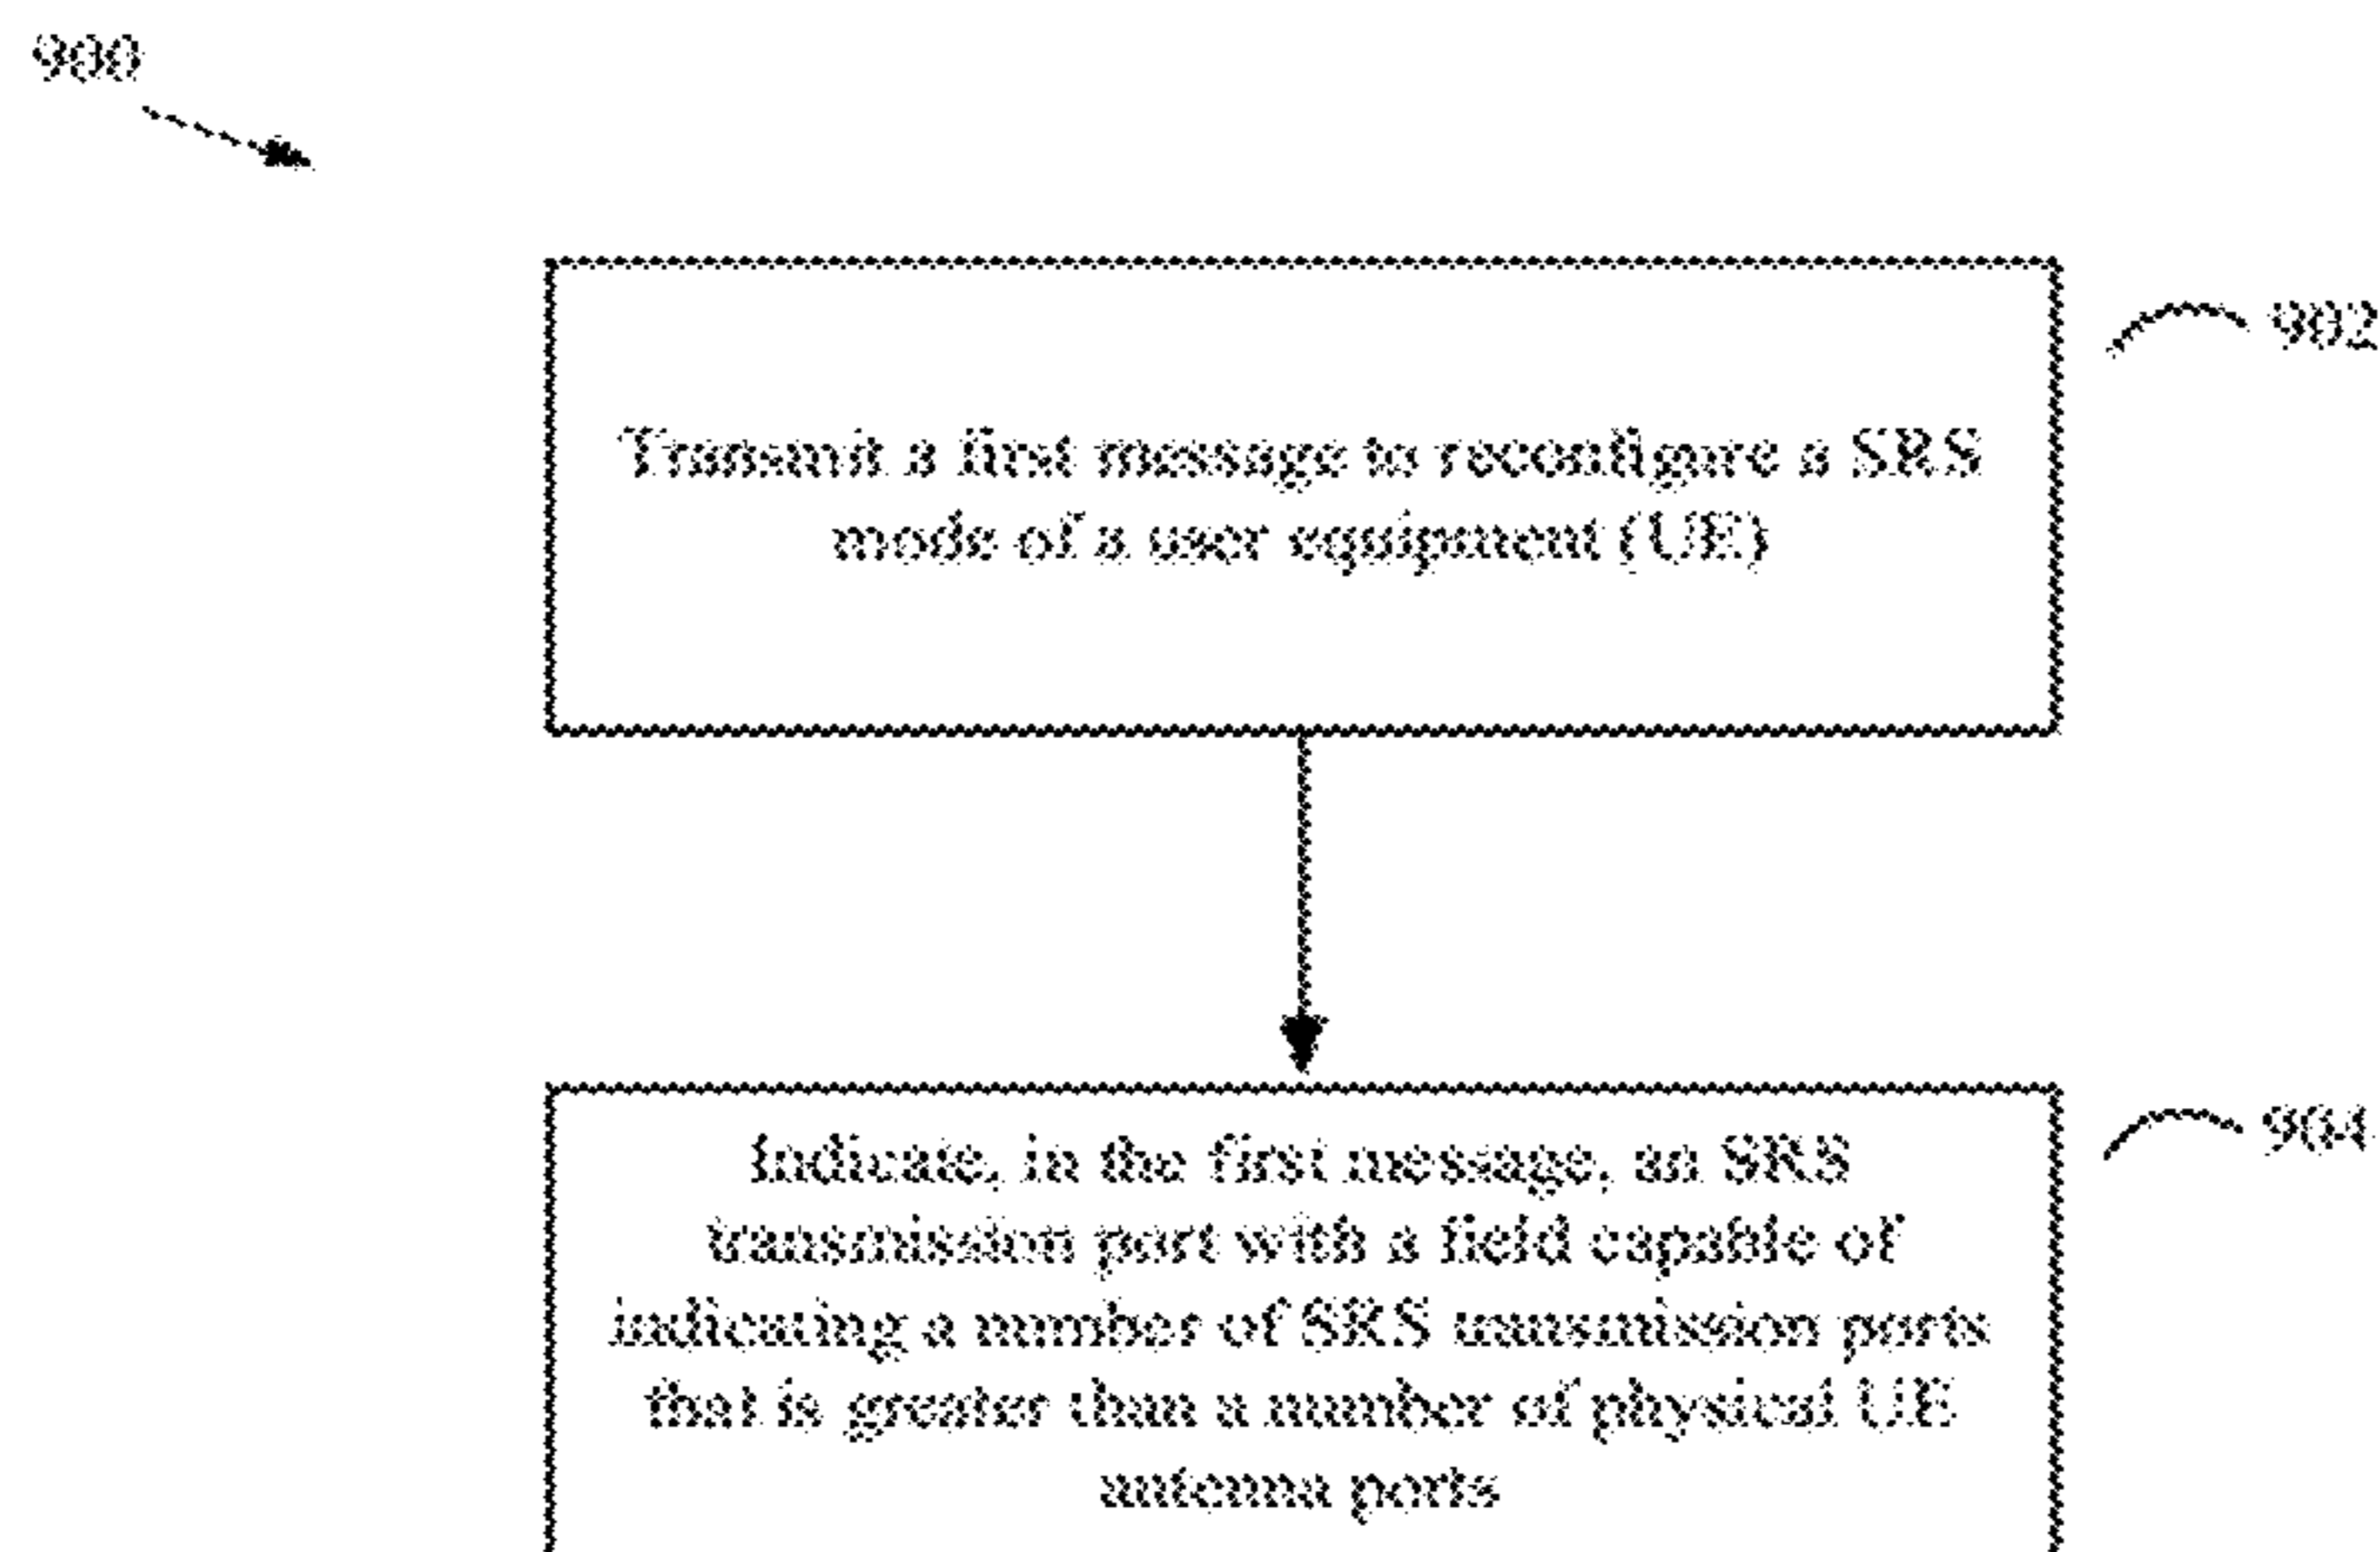 900
902
Transmit a first message to reconfigure a SRS
mode of a user equipment (UE)
904
Indicate, in the first message, an SRS
transmission port with a field capable of
indicating a number of SRS transmission ports
that is greater than a number of physical UE
antenna ports